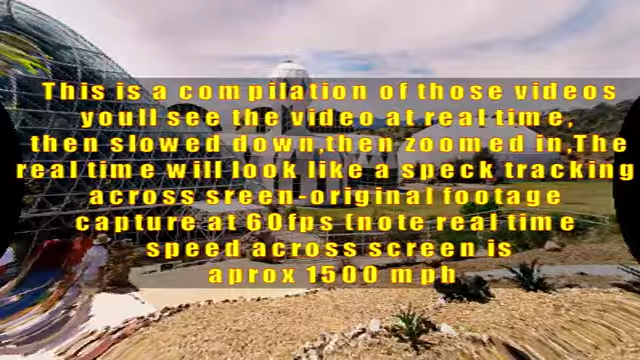 This is a compilation of those videos
youll see the video at real time,
then slowed down,then zoomed in,The
real time will look like a speck tracking
across sreen-original footage
capture at 60fps (note real time
speed across screen is
aprox 1500 mph